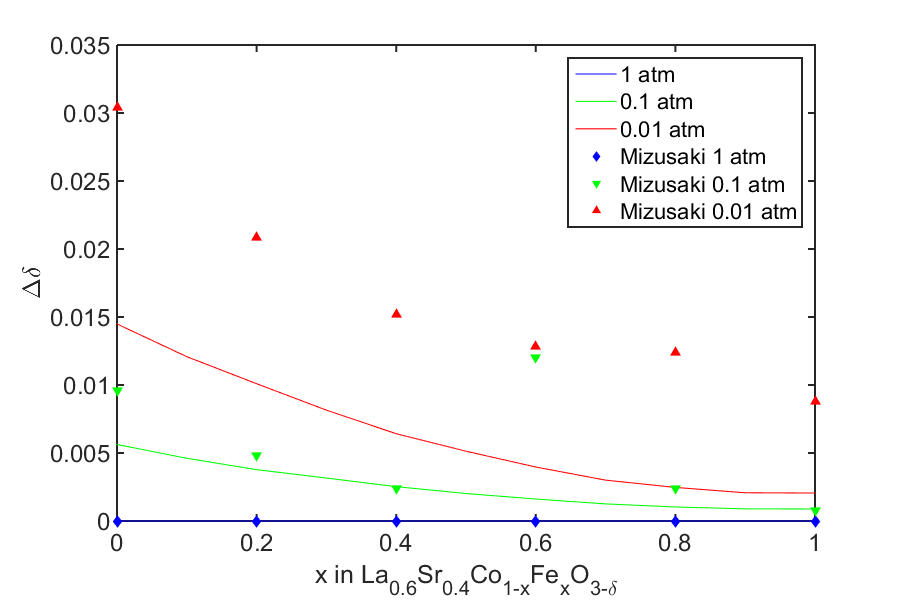 0.035
0.03
0.025
0.02
0.015
0.01
0.005
0
Δδ
1 atm
0.1 atm
0.01 atm
Mizusaki 1 atm
Mizusaki 0.1 atm
Mizusaki 0.01 atm
0 0.2 0.4 0.6 0.8 1
x in La0.6Sr0.4Co1-xFexO3-δ